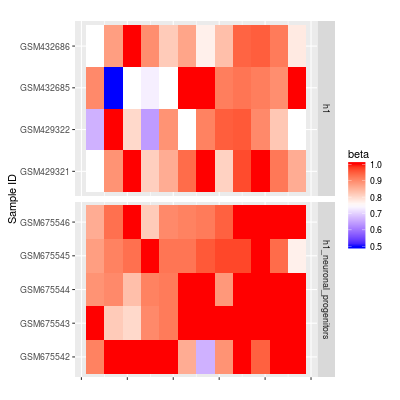 GSM432686
GSM432685
GSM429322
GSM429321
h1
GSM675546
GSM675545
GSM675544
GSM675543
GSM675542
h1_neuronal_progenitors
Sample ID
beta
1.0
0.9
0.8
0.7
0.6
0.5